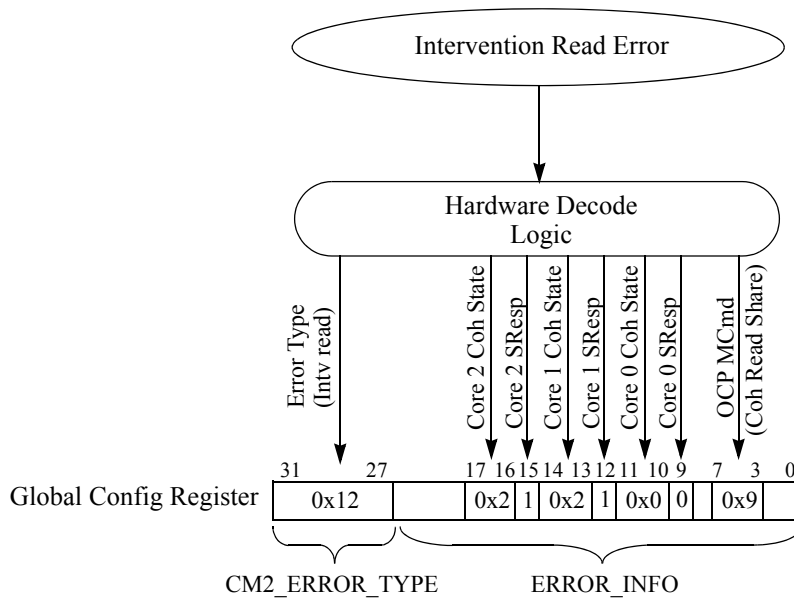 Intervention Read Error
Hardware Decode
Logic
Error Type
(Intv read)
Core 2 Coh State
Core 2 SResp
Core 1 Coh State
Core 1 SResp
Core 0 Coh State
Core 0 SResp
OCP MCmd
(Coh Read Share)
31 27 17 16 15 14 13 12 11 10 9 7 3 0
Global Config Register 0x12 0x2 1 0x2 1 0x0 0 0x9
CM2_ERROR_TYPE ERROR_INFO